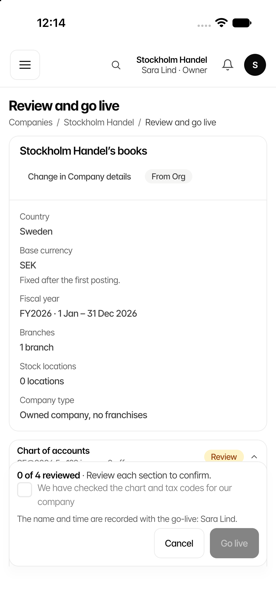 12:14
Stockholm Handel
Sara Lind · Owner
S
Review and go live
Companies / Stockholm Handel / Review and go live
Stockholm Handel's books
Change in Company details
From Org
Country
Sweden
Base currency
SEK
Fixed after the first posting.
Fiscal year
FY2026 · 1 Jan – 31 Dec 2026
Branches
1 branch
Stock locations
0 locations
Company type
Owned company, no franchises
Chart of accounts
Review
0 of 4 reviewed · Review each section to confirm.
We have checked the chart and tax codes for our
company
The name and time are recorded with the go-live: Sara Lind.
Cancel
Go live